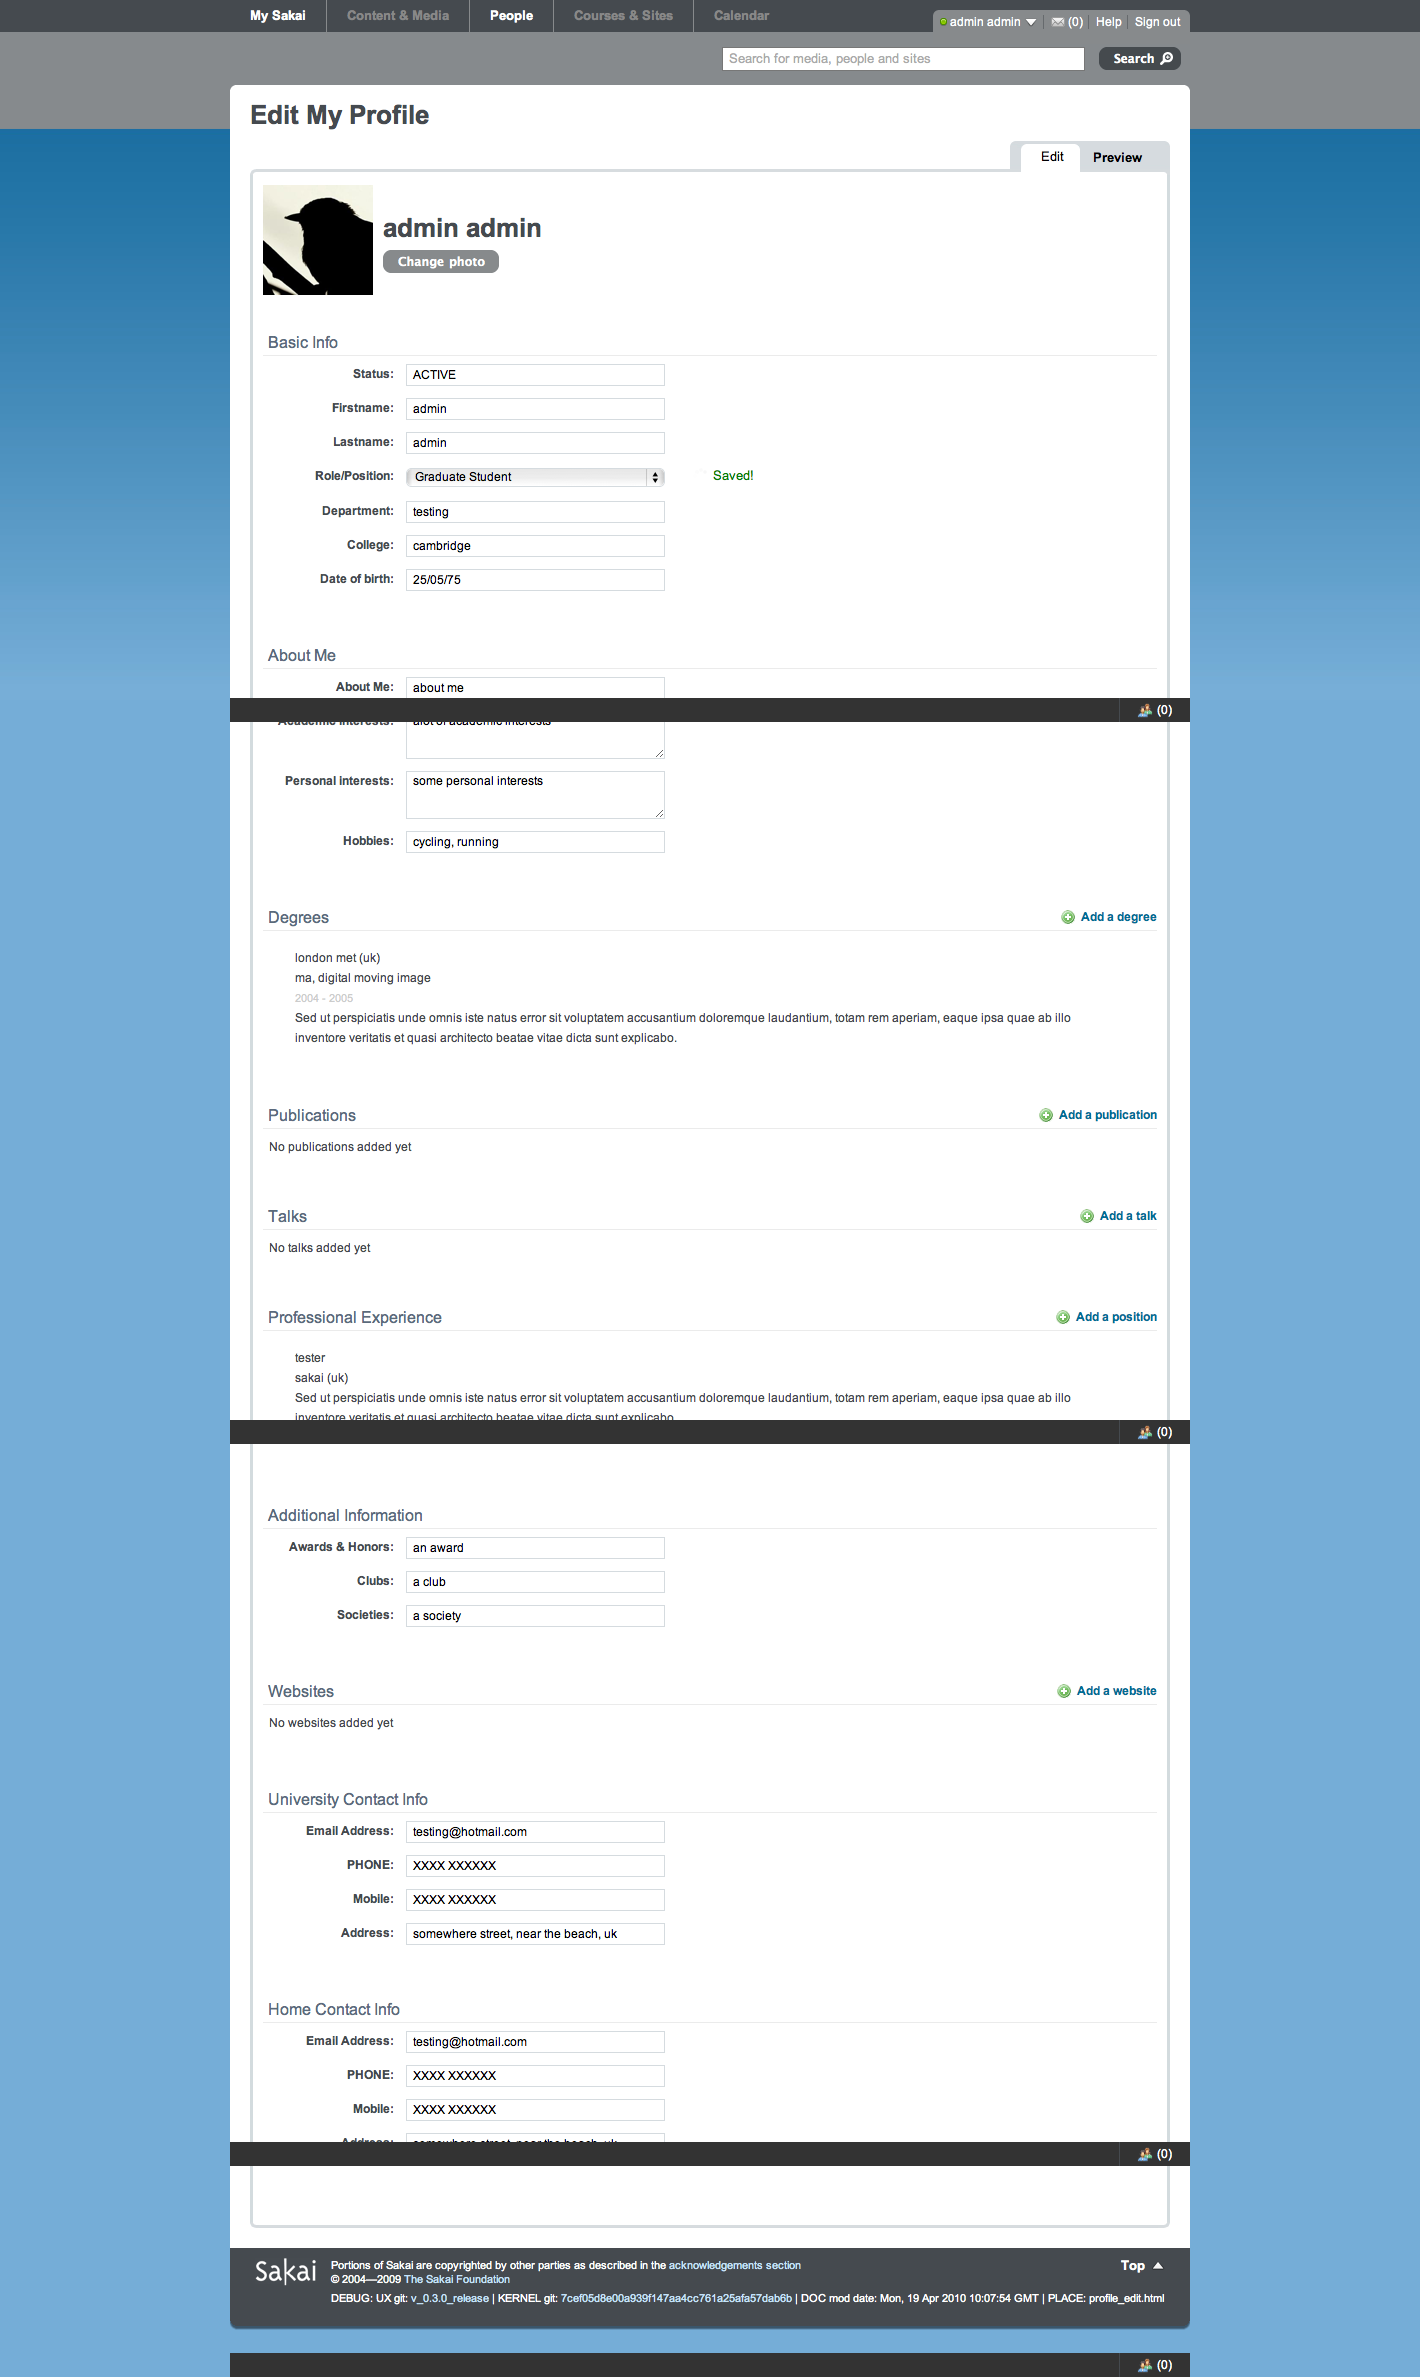 My Sakai Content & Media People Courses & Sites Calendar admin admin (0) Help Sign out
Search for media, people and sites Search
Edit My Profile
Edit Preview
admin admin
Change photo
Basic Info
Status: ACTIVE
Firstname: admin
Lastname: admin
Role/Position: Graduate Student Saved!
Department: testing
College: cambridge
Date of birth: 25/05/75
About Me
About Me: about me
(0)
Academic interests: alot of academic interests
Personal interests: some personal interests
Hobbies: cycling, running
Degrees Add a degree
london met (uk)
ma, digital moving image
2004 - 2005
Sed ut perspiciatis unde omnis iste natus error sit voluptatem accusantium doloremque laudantium, totam rem aperiam, eaque ipsa quae ab illo
inventore veritatis et quasi architecto beatae vitae dicta sunt explicabo.
Publications Add a publication
No publications added yet
Talks Add a talk
No talks added yet
Professional Experience Add a position
tester
sakai (uk)
Sed ut perspiciatis unde omnis iste natus error sit voluptatem accusantium doloremque laudantium, totam rem aperiam, eaque ipsa quae ab illo
inventore veritatis et quasi architecto beatae vitae dicta sunt explicabo.
(0)
Additional Information
Awards & Honors: an award
Clubs: a club
Societies: a society
Websites Add a website
No websites added yet
University Contact Info
Email Address: testing@hotmail.com
PHONE: XXXX XXXXXX
Mobile: XXXX XXXXXX
Address: somewhere street, near the beach, uk
Home Contact Info
Email Address: testing@hotmail.com
PHONE: XXXX XXXXXX
Mobile: XXXX XXXXXX
Address: somewhere street, near the beach, uk
(0)
Sakai Portions of Sakai are copyrighted by other parties as described in the acknowledgements section Top
© 2004—2009 The Sakai Foundation
DEBUG: UX git: v_0.3.0_release | KERNEL git: 7cef05d8e00a939f147aa4cc761a25afa57dab6b | DOC mod date: Mon, 19 Apr 2010 10:07:54 GMT | PLACE: profile_edit.html
(0)